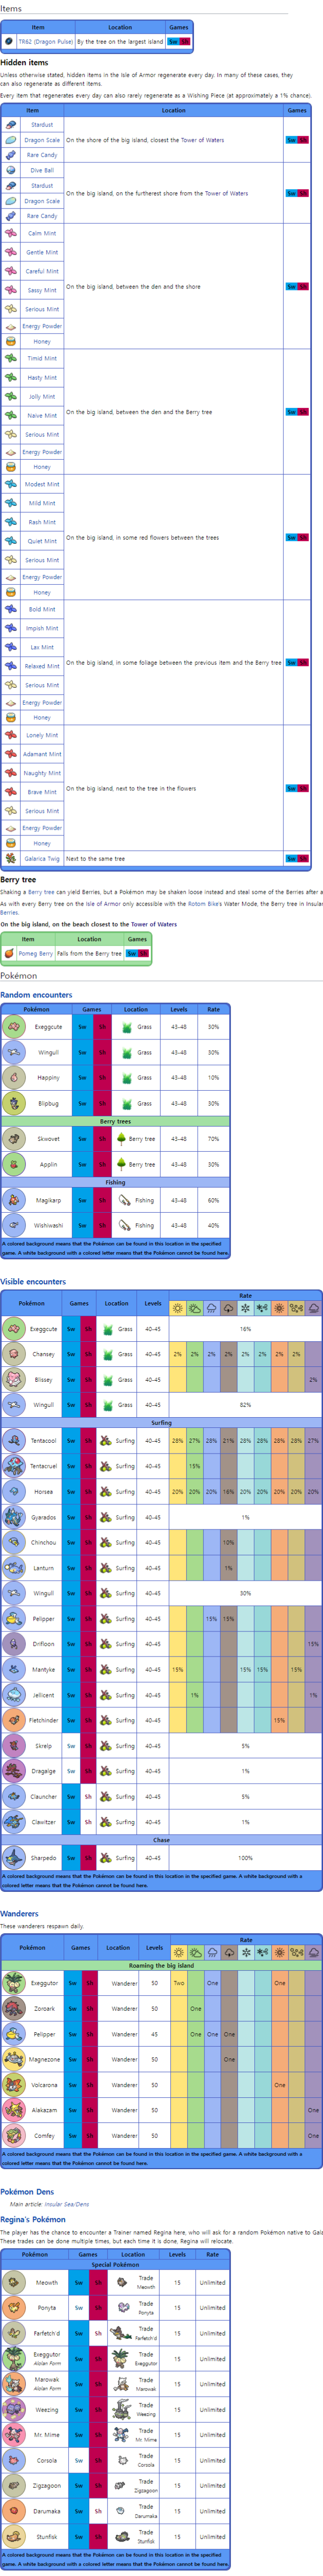 Items
Item Location Games
TR62 (Dragon Pulse) By the tree on the largest island Sw Sh
Hidden items
Unless otherwise stated, hidden items in the Isle of Armor regenerate every day. In many of these cases, they
can also regenerate as different items.
Every item that regenerates every day can also rarely regenerate as a Wishing Piece (at approximately a 1% chance).
Item Location Games
Stardust
Dragon Scale On the shore of the big island, closest the Tower of Waters Sw Sh
Rare Candy
Dive Ball
Stardust
On the big island, on the furtherest shore from the Tower of Waters Sw Sh
Dragon Scale
Rare Candy
Calm Mint
Gentle Mint
Careful Mint
Sassy Mint On the big island, between the den and the shore Sw Sh
Serious Mint
Energy Powder
Honey
Timid Mint
Hasty Mint
Jolly Mint
Naive Mint On the big island, between the den and the Berry tree Sw Sh
Serious Mint
Energy Powder
Honey
Modest Mint
Mild Mint
Rash Mint
Quiet Mint On the big island, in some red flowers between the trees Sw Sh
Serious Mint
Energy Powder
Honey
Bold Mint
Impish Mint
Lax Mint
Relaxed Mint On the big island, in some foliage between the previous item and the Berry tree Sw Sh
Serious Mint
Energy Powder
Honey
Lonely Mint
Adamant Mint
Naughty Mint
Brave Mint On the big island, next to the tree in the flowers Sw Sh
Serious Mint
Energy Powder
Honey
Galarica Twig Next to the same tree Sw Sh
Berry tree
Shaking a Berry tree can yield Berries, but a Pokémon may be shaken loose instead and steal some of the Berries after a
As with every Berry tree on the Isle of Armor only accessible with the Rotom Bike's Water Mode, the Berry tree in Insular
Berries.
On the big island, on the beach closest to the Tower of Waters
Item Location Games
Pomeg Berry Falls from the Berry tree Sw Sh
Pokémon
Random encounters
Pokémon Games Location Levels Rate
Exeggcute Sw Sh Grass 43-48 30%
Wingull Sw Sh Grass 43-48 30%
Happiny Sw Sh Grass 43-48 10%
Blipbug Sw Sh Grass 43-48 30%
Berry trees
Skwovet Sw Sh Berry tree 43-48 70%
Applin Sw Sh Berry tree 43-48 30%
Fishing
Magikarp Sw Sh Fishing 43-48 60%
Wishiwashi Sw Sh Fishing 43-48 40%
A colored background means that the Pokémon can be found in this location in the specified
game. A white background with a colored letter means that the Pokémon cannot be found here.
Visible encounters
Pokémon Games Location Levels Rate
Exeggcute Sw Sh Grass 40-45 16%
Chansey Sw Sh Grass 40-45 2% 2% 2% 2% 2% 2% 2% 2%
Blissey Sw Sh Grass 40-45 2%
Wingull Sw Sh Grass 40-45 82%
Surfing
Tentacool Sw Sh Surfing 40-45 28% 27% 28% 21% 28% 28% 28% 28% 27%
Tentacruel Sw Sh Surfing 40-45 15%
Horsea Sw Sh Surfing 40-45 20% 20% 20% 16% 20% 20% 20% 20% 20%
Gyarados Sw Sh Surfing 40-45 1%
Chinchou Sw Sh Surfing 40-45 10%
Lanturn Sw Sh Surfing 40-45 1%
Wingull Sw Sh Surfing 40-45 30%
Pelipper Sw Sh Surfing 40-45 15% 15%
Drifloon Sw Sh Surfing 40-45 15%
Mantyke Sw Sh Surfing 40-45 15% 15% 15% 15%
Jellicent Sw Sh Surfing 40-45 1% 1%
Fletchinder Sw Sh Surfing 40-45 15%
Skrelp Sw Sh Surfing 40-45 5%
Dragalge Sw Sh Surfing 40-45 1%
Clauncher Sw Sh Surfing 40-45 5%
Clawitzer Sw Sh Surfing 40-45 1%
Chase
Sharpedo Sw Sh Surfing 40-45 100%
A colored background means that the Pokémon can be found in this location in the specified game. A white background with a
colored letter means that the Pokémon cannot be found here.
Wanderers
These wanderers respawn daily.
Pokémon Games Location Levels Rate
Roaming the big island
Exeggutor Sw Sh Wanderer 50 Two One One
Zoroark Sw Sh Wanderer 50 One
Pelipper Sw Sh Wanderer 45 One One One
Magnezone Sw Sh Wanderer 50 One
Volcarona Sw Sh Wanderer 50 One
Alakazam Sw Sh Wanderer 50 One
Comfey Sw Sh Wanderer 50 One
A colored background means that the Pokémon can be found in this location in the specified game. A white background with a
colored letter means that the Pokémon cannot be found here.
Pokémon Dens
Main article: Insular Sea/Dens
Regina's Pokémon
The player has the chance to encounter a Trainer named Regina here, who will ask for a random Pokémon native to Gala
These trades can be done multiple times, but each time it is done, Regina will relocate.
Pokémon Games Location Levels Rate
Special Pokémon
Meowth Sw Sh Trade Meowth 15 Unlimited
Ponyta Sw Sh Trade Ponyta 15 Unlimited
Farfetch'd Sw Sh Trade Farfetch'd 15 Unlimited
Exeggutor Alolan Form Sw Sh Trade Exeggutor 15 Unlimited
Marowak Alolan Form Sw Sh Trade Marowak 15 Unlimited
Weezing Sw Sh Trade Weezing 15 Unlimited
Mr. Mime Sw Sh Trade Mr. Mime 15 Unlimited
Corsola Sw Sh Trade Corsola 15 Unlimited
Zigzagoon Sw Sh Trade Zigzagoon 15 Unlimited
Darumaka Sw Sh Trade Darumaka 15 Unlimited
Stunfisk Sw Sh Trade Stunfisk 15 Unlimited
A colored background means that the Pokémon can be found in this location in the specified
game. A white background with a colored letter means that the Pokémon cannot be found here.